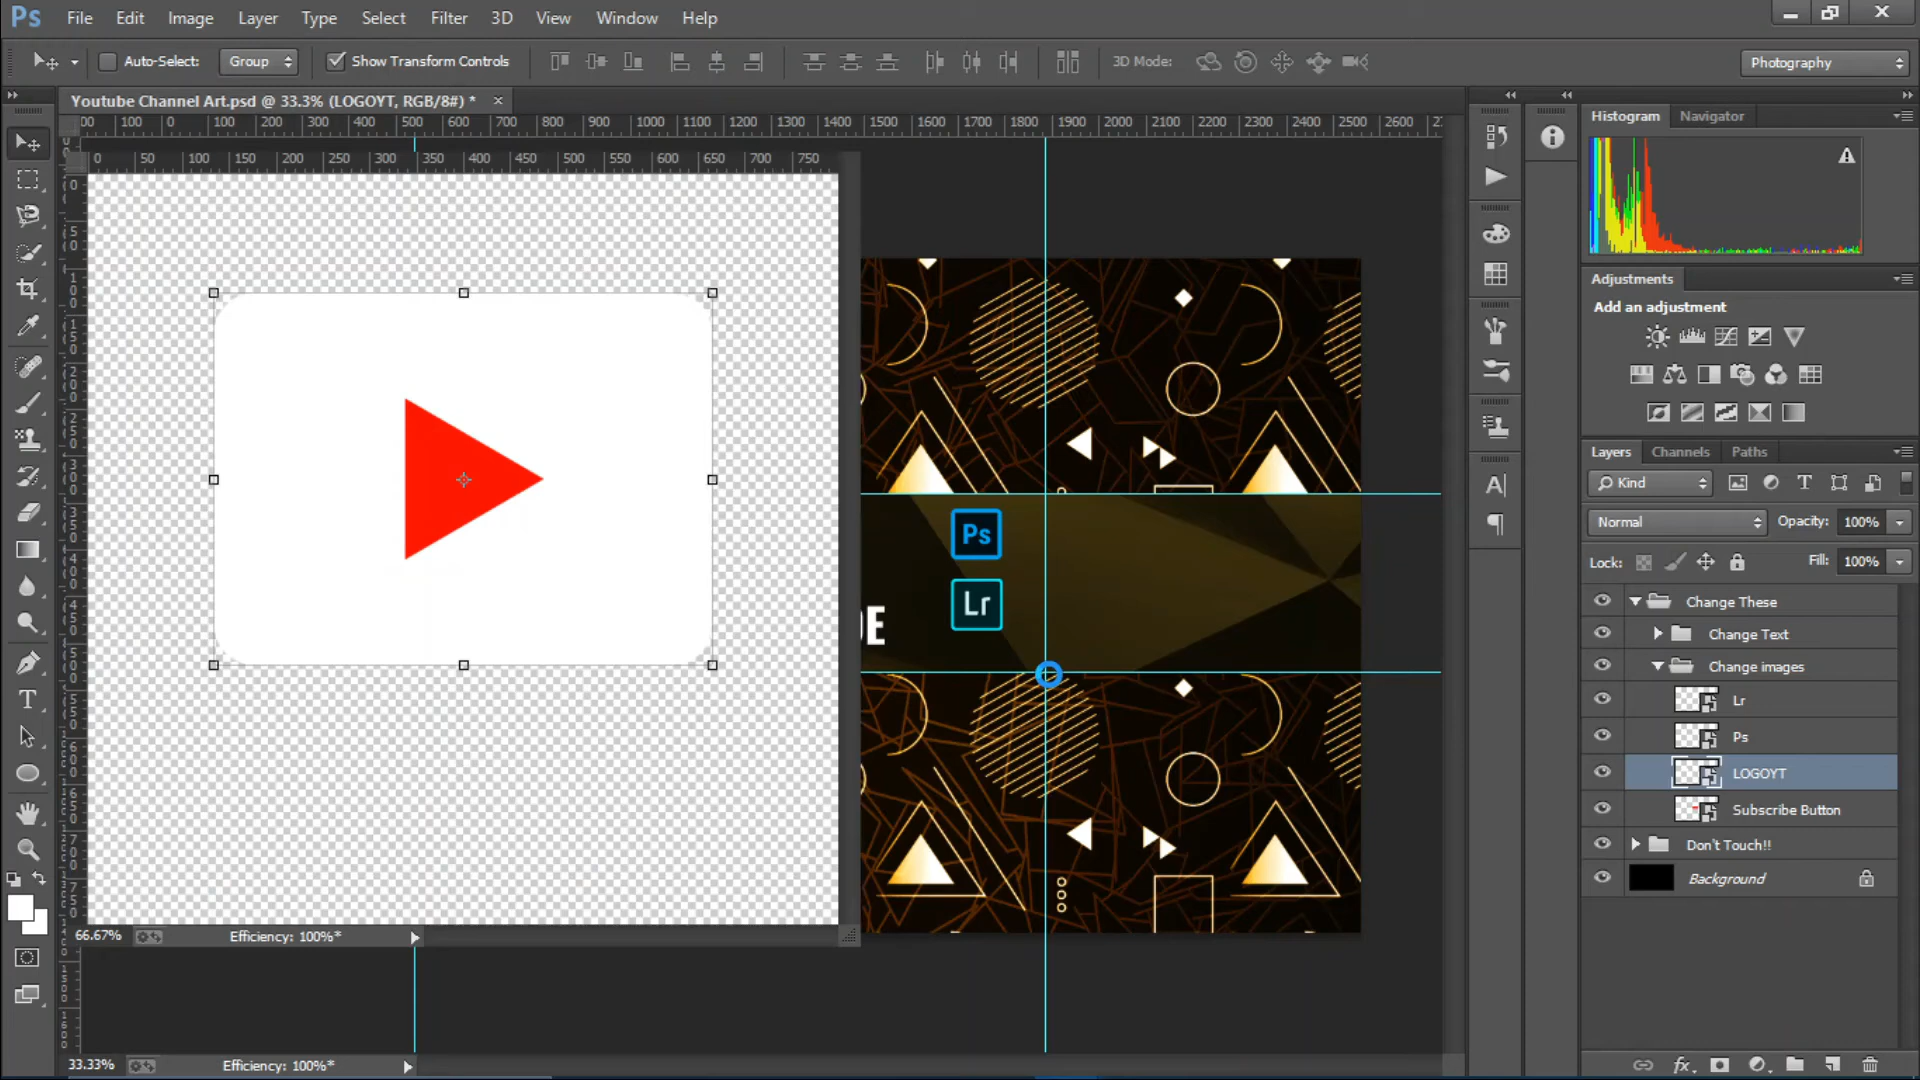 Ps File Edit Image Layer Type Select Filter 3D View Window Help
Auto-Select: Group Show Transform Controls 3D Mode: Photography
Youtube Channel Art.psd @ 33.3% (LOGOYT, RGB/8#) * ×
100 0 100 200 300 400 500 600 700 800 900 1000 1100 1200 1300 1400 1500 1600 1700 1800 1900 2000 2100 2200 2300 2400 2500 2600
0 50 100 150 200 250 300 350 400 450 500 550 600 650 700 750
Histogram Navigator
Adjustments
Add an adjustment
Ps
Lr
DE
Layers Channels Paths
Kind
Normal Opacity: 100%
Lock: Fill: 100%
Change These
Change Text
Change images
Lr
Ps
LOGOYT
Subscribe Button
Don't Touch!!
Background
66.67% Efficiency: 100%*
33.33% Efficiency: 100%*